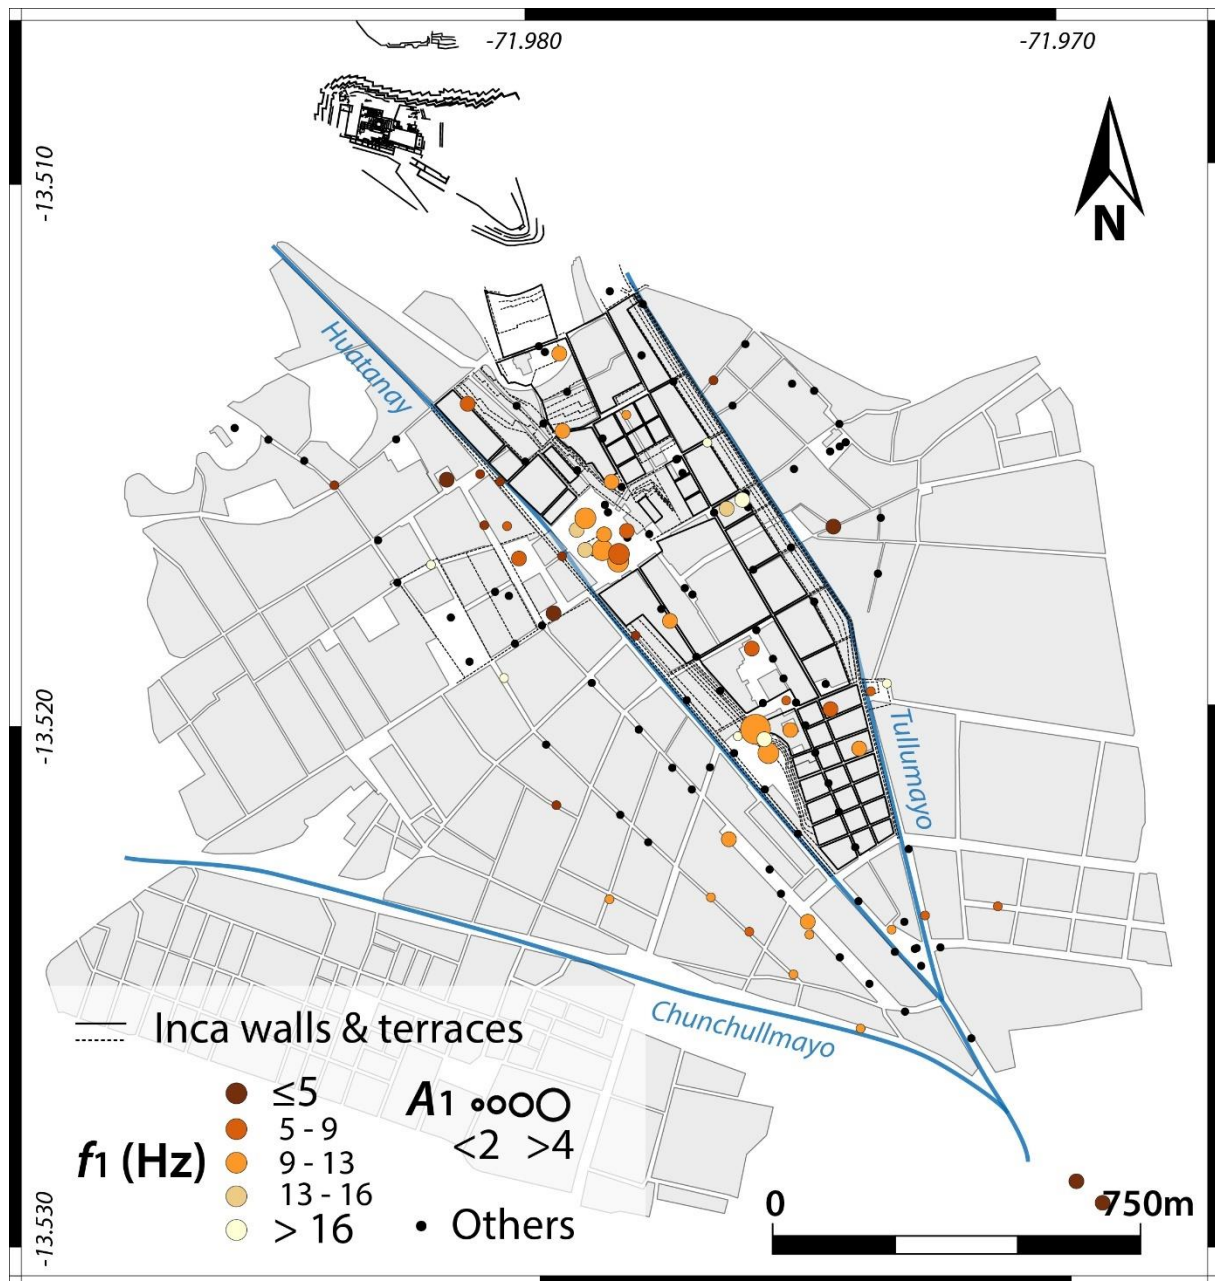 -71.980
-71.970
-13.510
N
Huatanay
-13.520
Tullumayo
Chunchullmayo
Inca walls & terraces
f1 (Hz)
≤5
5 - 9
9 - 13
13 - 16
> 16
A1
<2 >4
Others
0 750m
-13.530